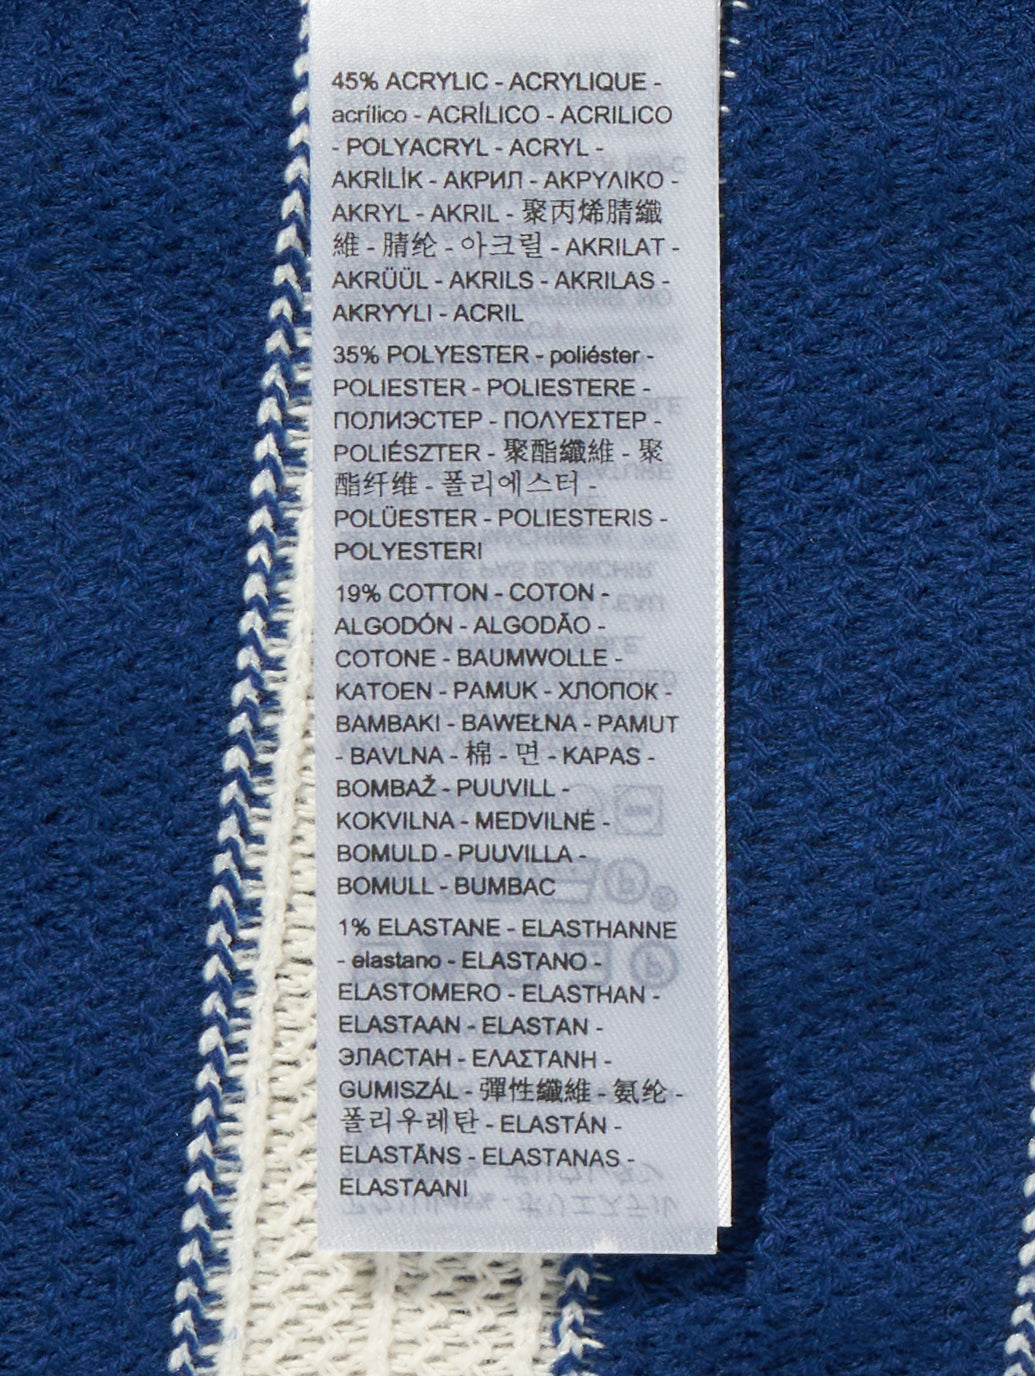 45% ACRYLIC - ACRYLIQUE -
acrílico - ACRÍLICO - ACRILICO
- POLYACRYL - ACRYL -
AKRİLİK - АКРИЛ - ΑΚΡΥΛΙΚΟ -
AKRYL - AKRIL - 聚丙烯腈纖
維 - 腈纶 - 아크릴 - AKRILAT -
AKRÜÜL - AKRILS - AKRILAS -
AKRYYLI - ACRIL
35% POLYESTER - poliéster -
POLIESTER - POLIESTERE -
ПОЛИЭСТЕР - ΠΟΛΥΕΣΤΕΡ -
POLIÉSZTER - 聚酯纖維 - 聚
酯纤维 - 폴리에스터 -
POLÜESTER - POLIESTERIS -
POLYESTERI
19% COTTON - COTON -
ALGODÓN - ALGODÃO -
COTONE - BAUMWOLLE -
KATOEN - PAMUK - ХЛОПОК -
BAMBAKI - BAWEŁNA - PAMUT
- BAVLNA - 棉 - 면 - KAPAS -
BOMBAŽ - PUUVILL -
KOKVILNA - MEDVILNĖ -
BOMULD - PUUVILLA -
BOMULL - BUMBAC
1% ELASTANE - ELASTHANNE
- elastano - ELASTANO -
ELASTOMERO - ELASTHAN -
ELASTAAN - ELASTAN -
ЭЛАСТАН - ΕΛΑΣΤΑΝΗ -
GUMISZÁL - 彈性纖維 - 氨纶 -
폴리우레탄 - ELASTÁN -
ELASTĀNS - ELASTANAS -
ELASTAANI